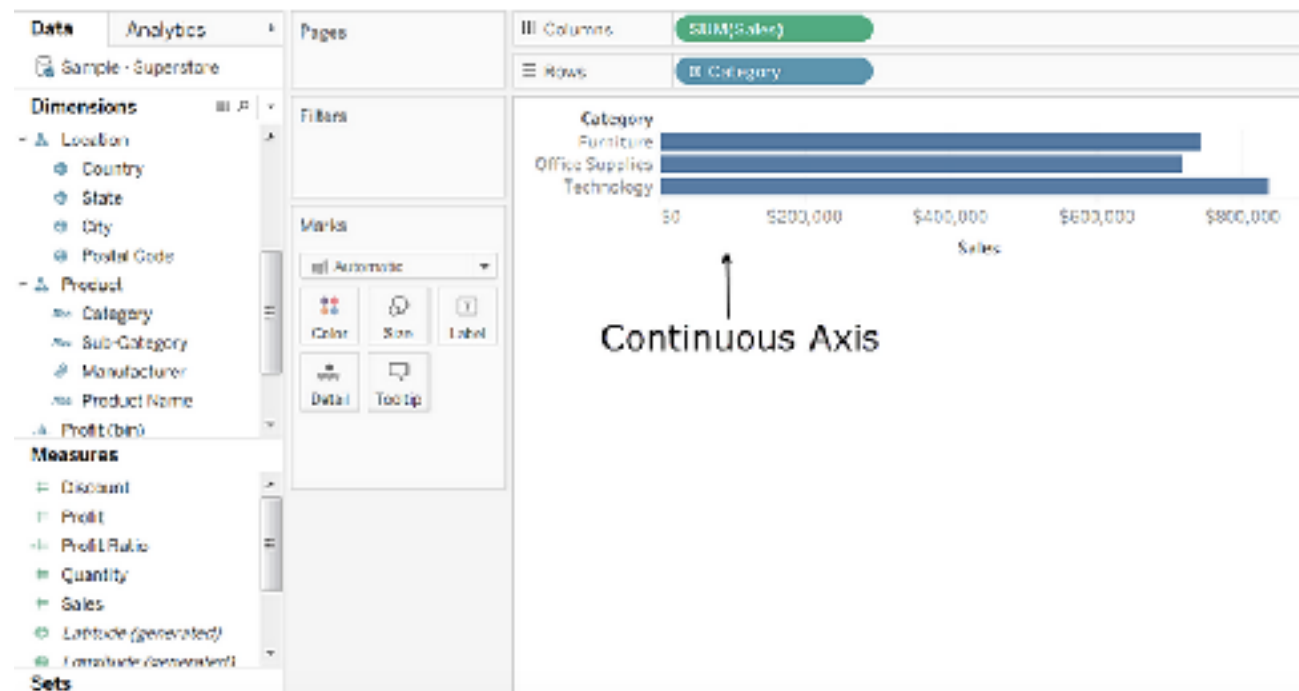 Data Analytics
Sample - Superstore
Dimensions
Location
Country
State
City
Postal Code
Product
Category
Sub-Category
Manufacturer
Product Name
Profit (bin)
Measures
Discount
Profit
Profit Ratio
Quantity
Sales
Latitude (generated)
Longitude (generated)
Sets
Pages
Filters
Marks
Automatic
Color Size Label
Detail Tooltip
Columns SUM(Sales)
Rows Category
Category
Furniture
Office Supplies
Technology
$0 $200,000 $400,000 $600,000 $800,000
Sales
Continuous Axis